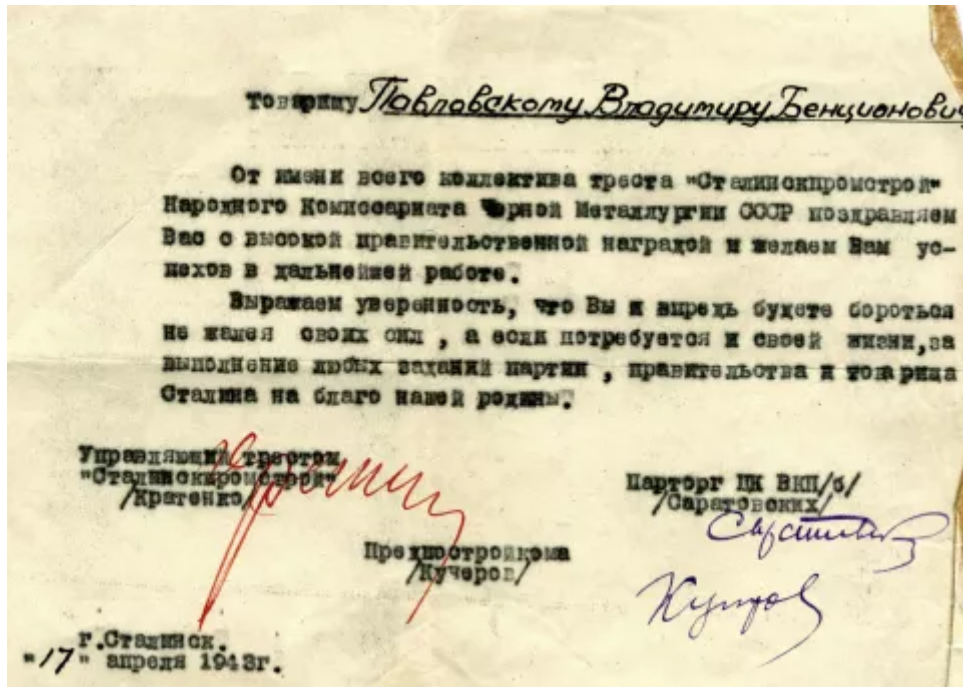 Товарищу Павловскому Владимиру Бенционович
От имени всего коллектива треста "Сталинскпромстрой"
Народного Комиссариата Черной Металлургии СССР поздравляем
Вас с высокой правительственной наградой и желаем Вам ус-
пехов в дальнейшей работе.
Выражаем уверенность, что Вы и впредь будете бороться
не жалея своих сил , а если потребуется и своей жизни,за
выполнение любых заданий партии , правительства и товарища
Сталина на благо нашей родины.
Управляющий трестом
"Сталинскпромстрой"
/Кратенко/
Парторг ЦК ВКП/б/
/Саратовских/
Предпостройкома
/Кучеров/
г.Сталинск.
"17" апреля 1943г.